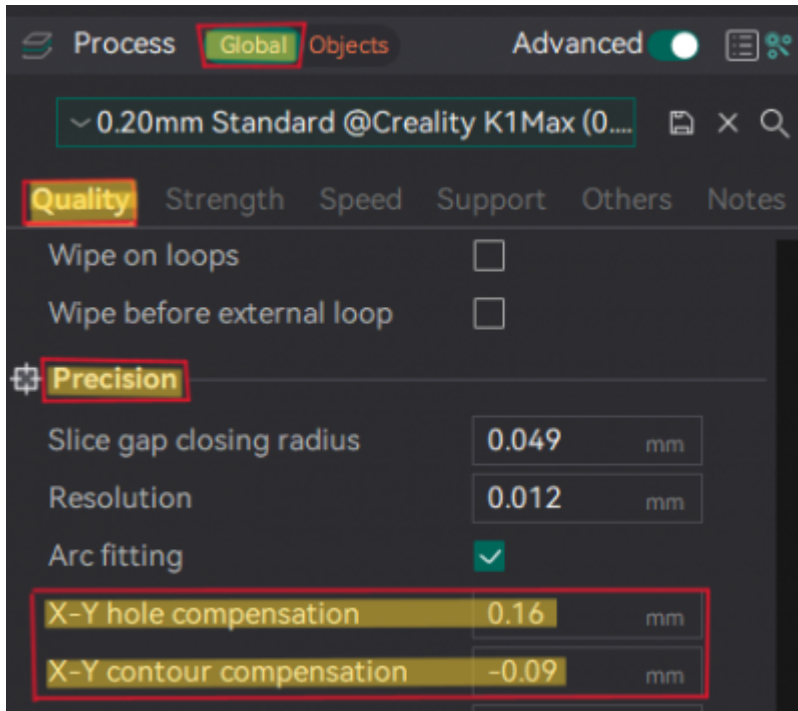 Process Global Objects Advanced
0.20mm Standard @Creality K1Max (0....
Quality Strength Speed Support Others Notes
Wipe on loops
Wipe before external loop
Precision
Slice gap closing radius 0.049 mm
Resolution 0.012 mm
Arc fitting
X-Y hole compensation 0.16 mm
X-Y contour compensation -0.09 mm